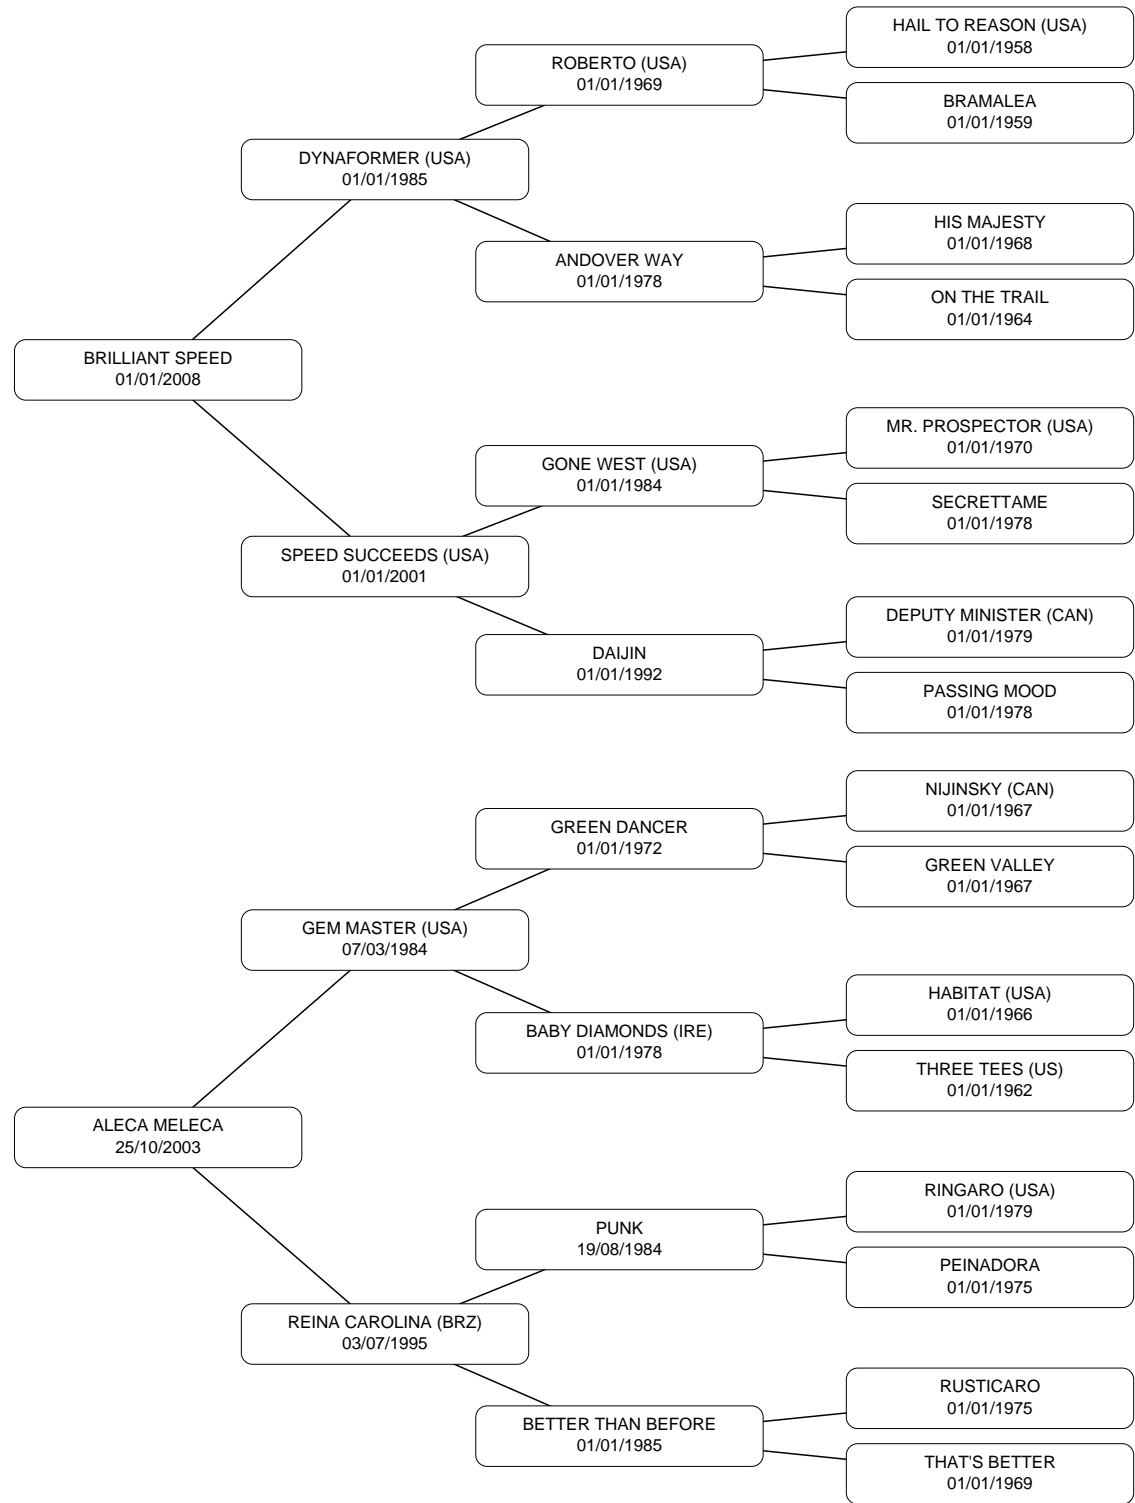 HAIL TO REASON (USA)
01/01/1958
ROBERTO (USA)
01/01/1969
BRAMALEA
01/01/1959
DYNAFORMER (USA)
01/01/1985
HIS MAJESTY
01/01/1968
ANDOVER WAY
01/01/1978
ON THE TRAIL
01/01/1964
BRILLIANT SPEED
01/01/2008
MR. PROSPECTOR (USA)
01/01/1970
GONE WEST (USA)
01/01/1984
SECRETTAME
01/01/1978
SPEED SUCCEEDS (USA)
01/01/2001
DEPUTY MINISTER (CAN)
01/01/1979
DAIJIN
01/01/1992
PASSING MOOD
01/01/1978
NIJINSKY (CAN)
01/01/1967
GREEN DANCER
01/01/1972
GREEN VALLEY
01/01/1967
GEM MASTER (USA)
07/03/1984
HABITAT (USA)
01/01/1966
BABY DIAMONDS (IRE)
01/01/1978
THREE TEES (US)
01/01/1962
ALECA MELECA
25/10/2003
RINGARO (USA)
01/01/1979
PUNK
19/08/1984
PEINADORA
01/01/1975
REINA CAROLINA (BRZ)
03/07/1995
RUSTICARO
01/01/1975
BETTER THAN BEFORE
01/01/1985
THAT'S BETTER
01/01/1969